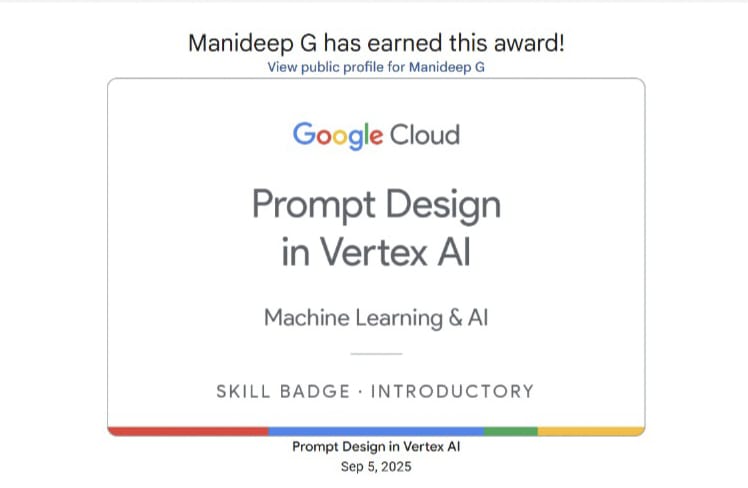 Manideep G has earned this award!
View public profile for Manideep G
Google Cloud
Prompt Design
in Vertex AI
Machine Learning & AI
SKILL BADGE · INTRODUCTORY
Prompt Design in Vertex AI
Sep 5, 2025